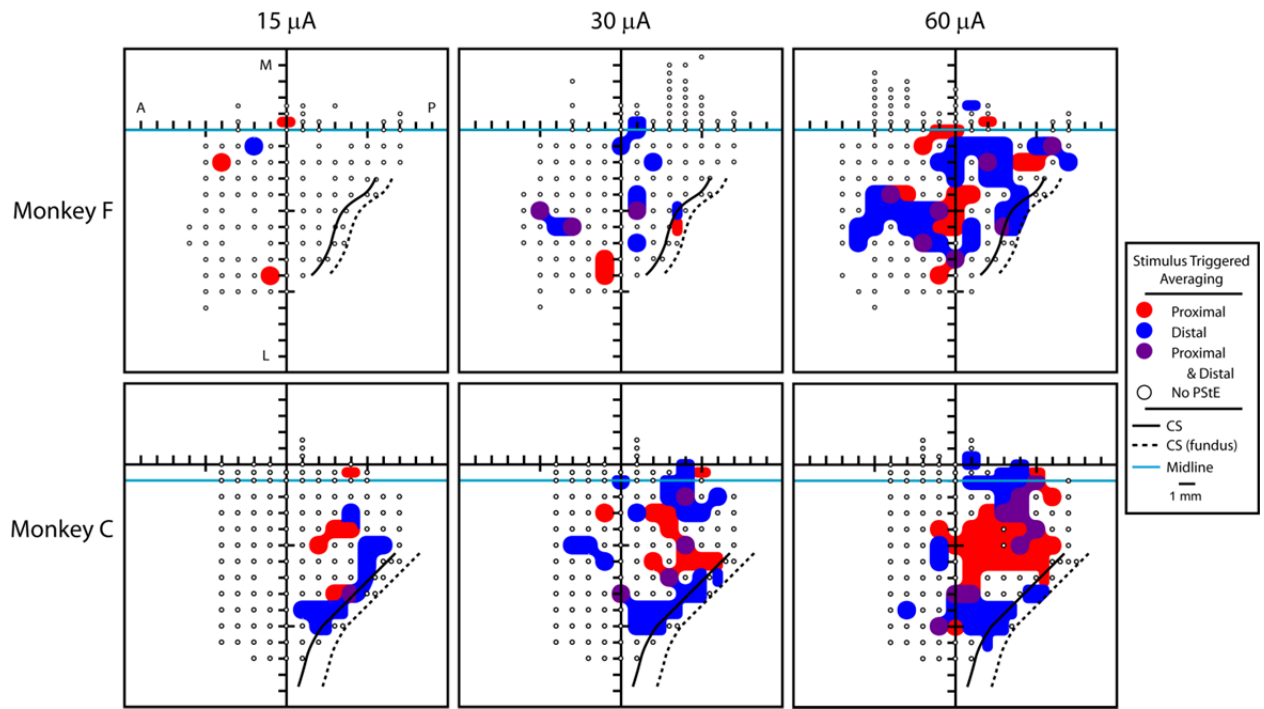 15 μA
30 μA
60 μA
M
A
P
L
Monkey F
Monkey C
Stimulus Triggered
Averaging
Proximal
Distal
Proximal
& Distal
No PStE
CS
CS (fundus)
Midline
1 mm